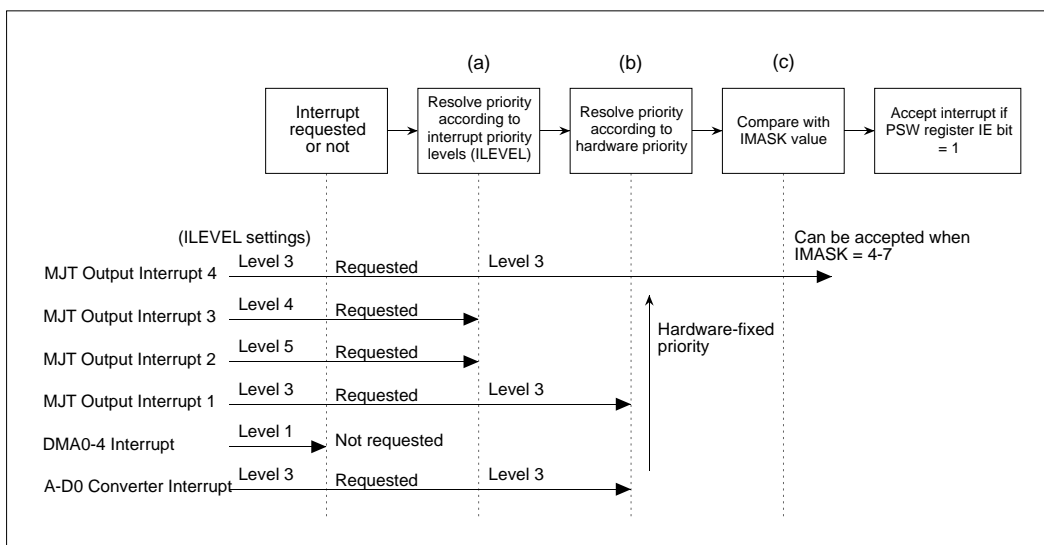 (a)
(b)
(c)
Interrupt
requested
or not
Resolve priority
according to
interrupt priority
levels (ILEVEL)
Resolve priority
according to
hardware priority
Compare with
IMASK value
Accept interrupt if
PSW register IE bit
= 1
(ILEVEL settings)
Can be accepted when
IMASK = 4-7
MJT Output Interrupt 4
Level 3
Requested
Level 3
MJT Output Interrupt 3
Level 4
Requested
Hardware-fixed
priority
MJT Output Interrupt 2
Level 5
Requested
MJT Output Interrupt 1
Level 3
Requested
Level 3
DMA0-4 Interrupt
Level 1
Not requested
A-D0 Converter Interrupt
Level 3
Requested
Level 3